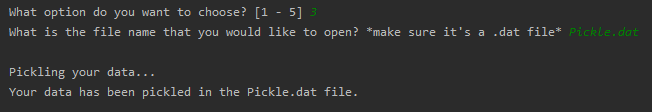 What option do you want to choose? [1 - 5] 3
What is the file name that you would like to open? *make sure it's a .dat file* Pickle.dat
Pickling your data...
Your data has been pickled in the Pickle.dat file.